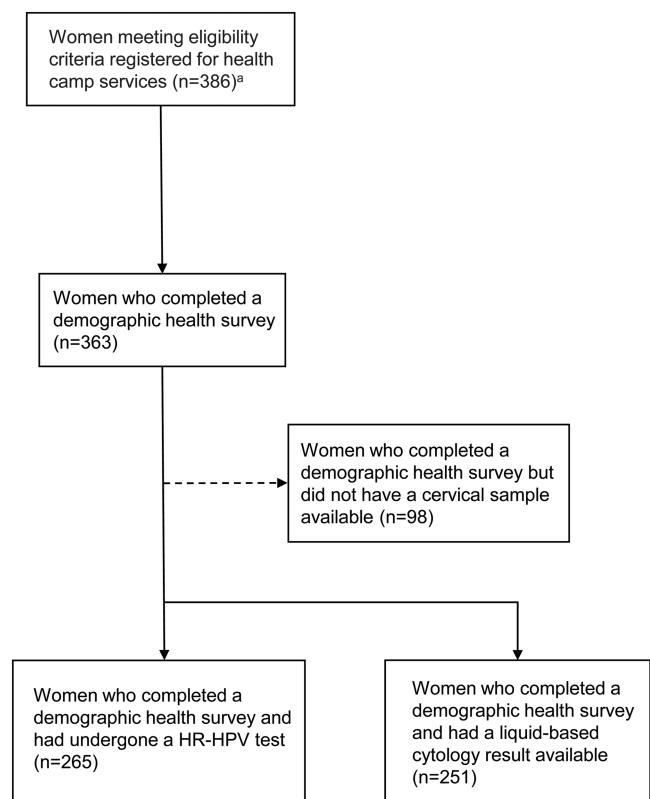 Women meeting eligibility
criteria registered for health
camp services (n=386)ª
Women who completed a
demographic health survey
(n=363)
Women who completed a
demographic health survey but
did not have a cervical sample
available (n=98)
Women who completed a
demographic health survey and
had undergone a HR-HPV test
(n=265)
Women who completed a
demographic health survey
and had a liquid-based
cytology result available
(n=251)